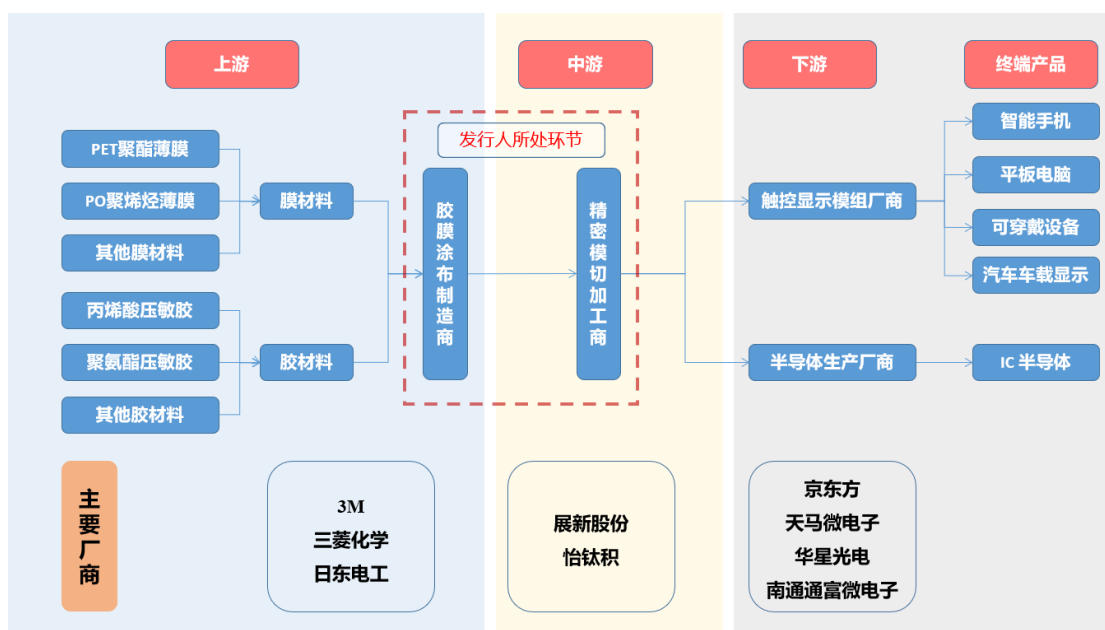 上游
中游
下游
终端产品
发行人所处环节
PET聚酯薄膜
PO聚烯烃薄膜
其他膜材料
膜材料
丙烯酸压敏胶
聚氨酯压敏胶
其他胶材料
胶材料
胶膜涂布制造商
精密模切加工商
触控显示模组厂商
智能手机
平板电脑
可穿戴设备
汽车车载显示
半导体生产厂商
IC 半导体
主要厂商
3M
三菱化学
日东电工
展新股份
怡钛积
京东方
天马微电子
华星光电
南通通富微电子